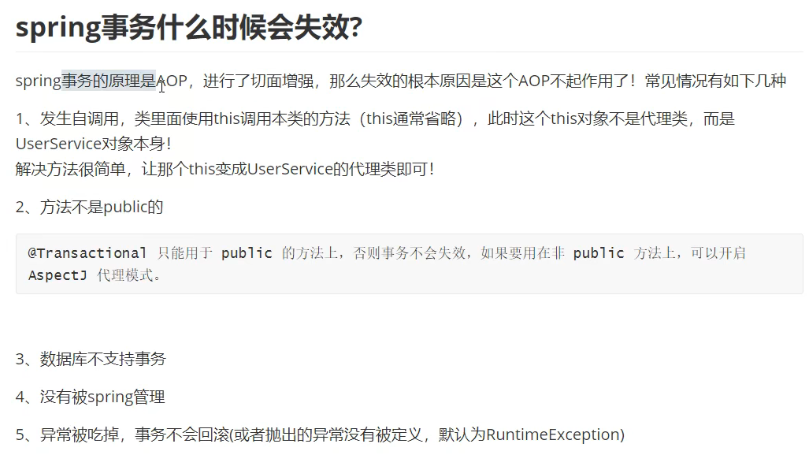 spring事务什么时候会失效?
spring事务的原理是AOP，进行了切面增强，那么失效的根本原因是这个AOP不起作用了！常见情况有如下几种
1、发生自调用，类里面使用this调用本类的方法（this通常省略），此时这个this对象不是代理类，而是
UserService对象本身！
解决方法很简单，让那个this变成UserService的代理类即可！
2、方法不是public的
@Transactional 只能用于 public 的方法上，否则事务不会失效，如果要用在非 public 方法上，可以开启
AspectJ 代理模式。
3、数据库不支持事务
4、没有被spring管理
5、异常被吃掉，事务不会回滚(或者抛出的异常没有被定义，默认为RuntimeException)